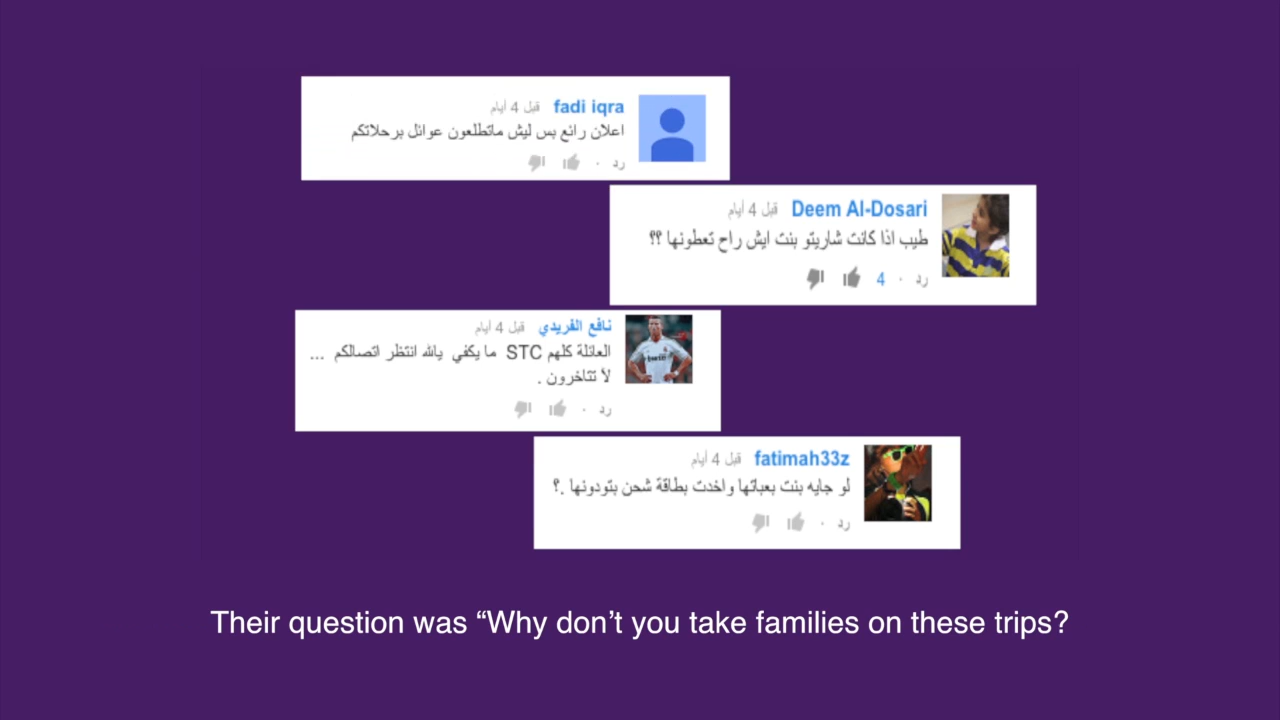 fadi iqra قبل 4 أيام
اعلان رائع بس ليش ماتطلعون عوائل برحلاتكم
رد ·
Deem Al-Dosari قبل 4 أيام
طيب اذا كانت شاريتو بنت ايش راح تعطونها ؟؟
رد · 4
نافع الفريدي قبل 4 أيام
العائلة كلهم STC ما يكفي يالله انتظر اتصالكم ...
لا تتاخرون .
رد ·
fatimah33z قبل 4 أيام
لو جايه بنت بعباتها واخدت بطاقة شحن بتودونها .؟
رد ·
Their question was “Why don’t you take families on these trips?